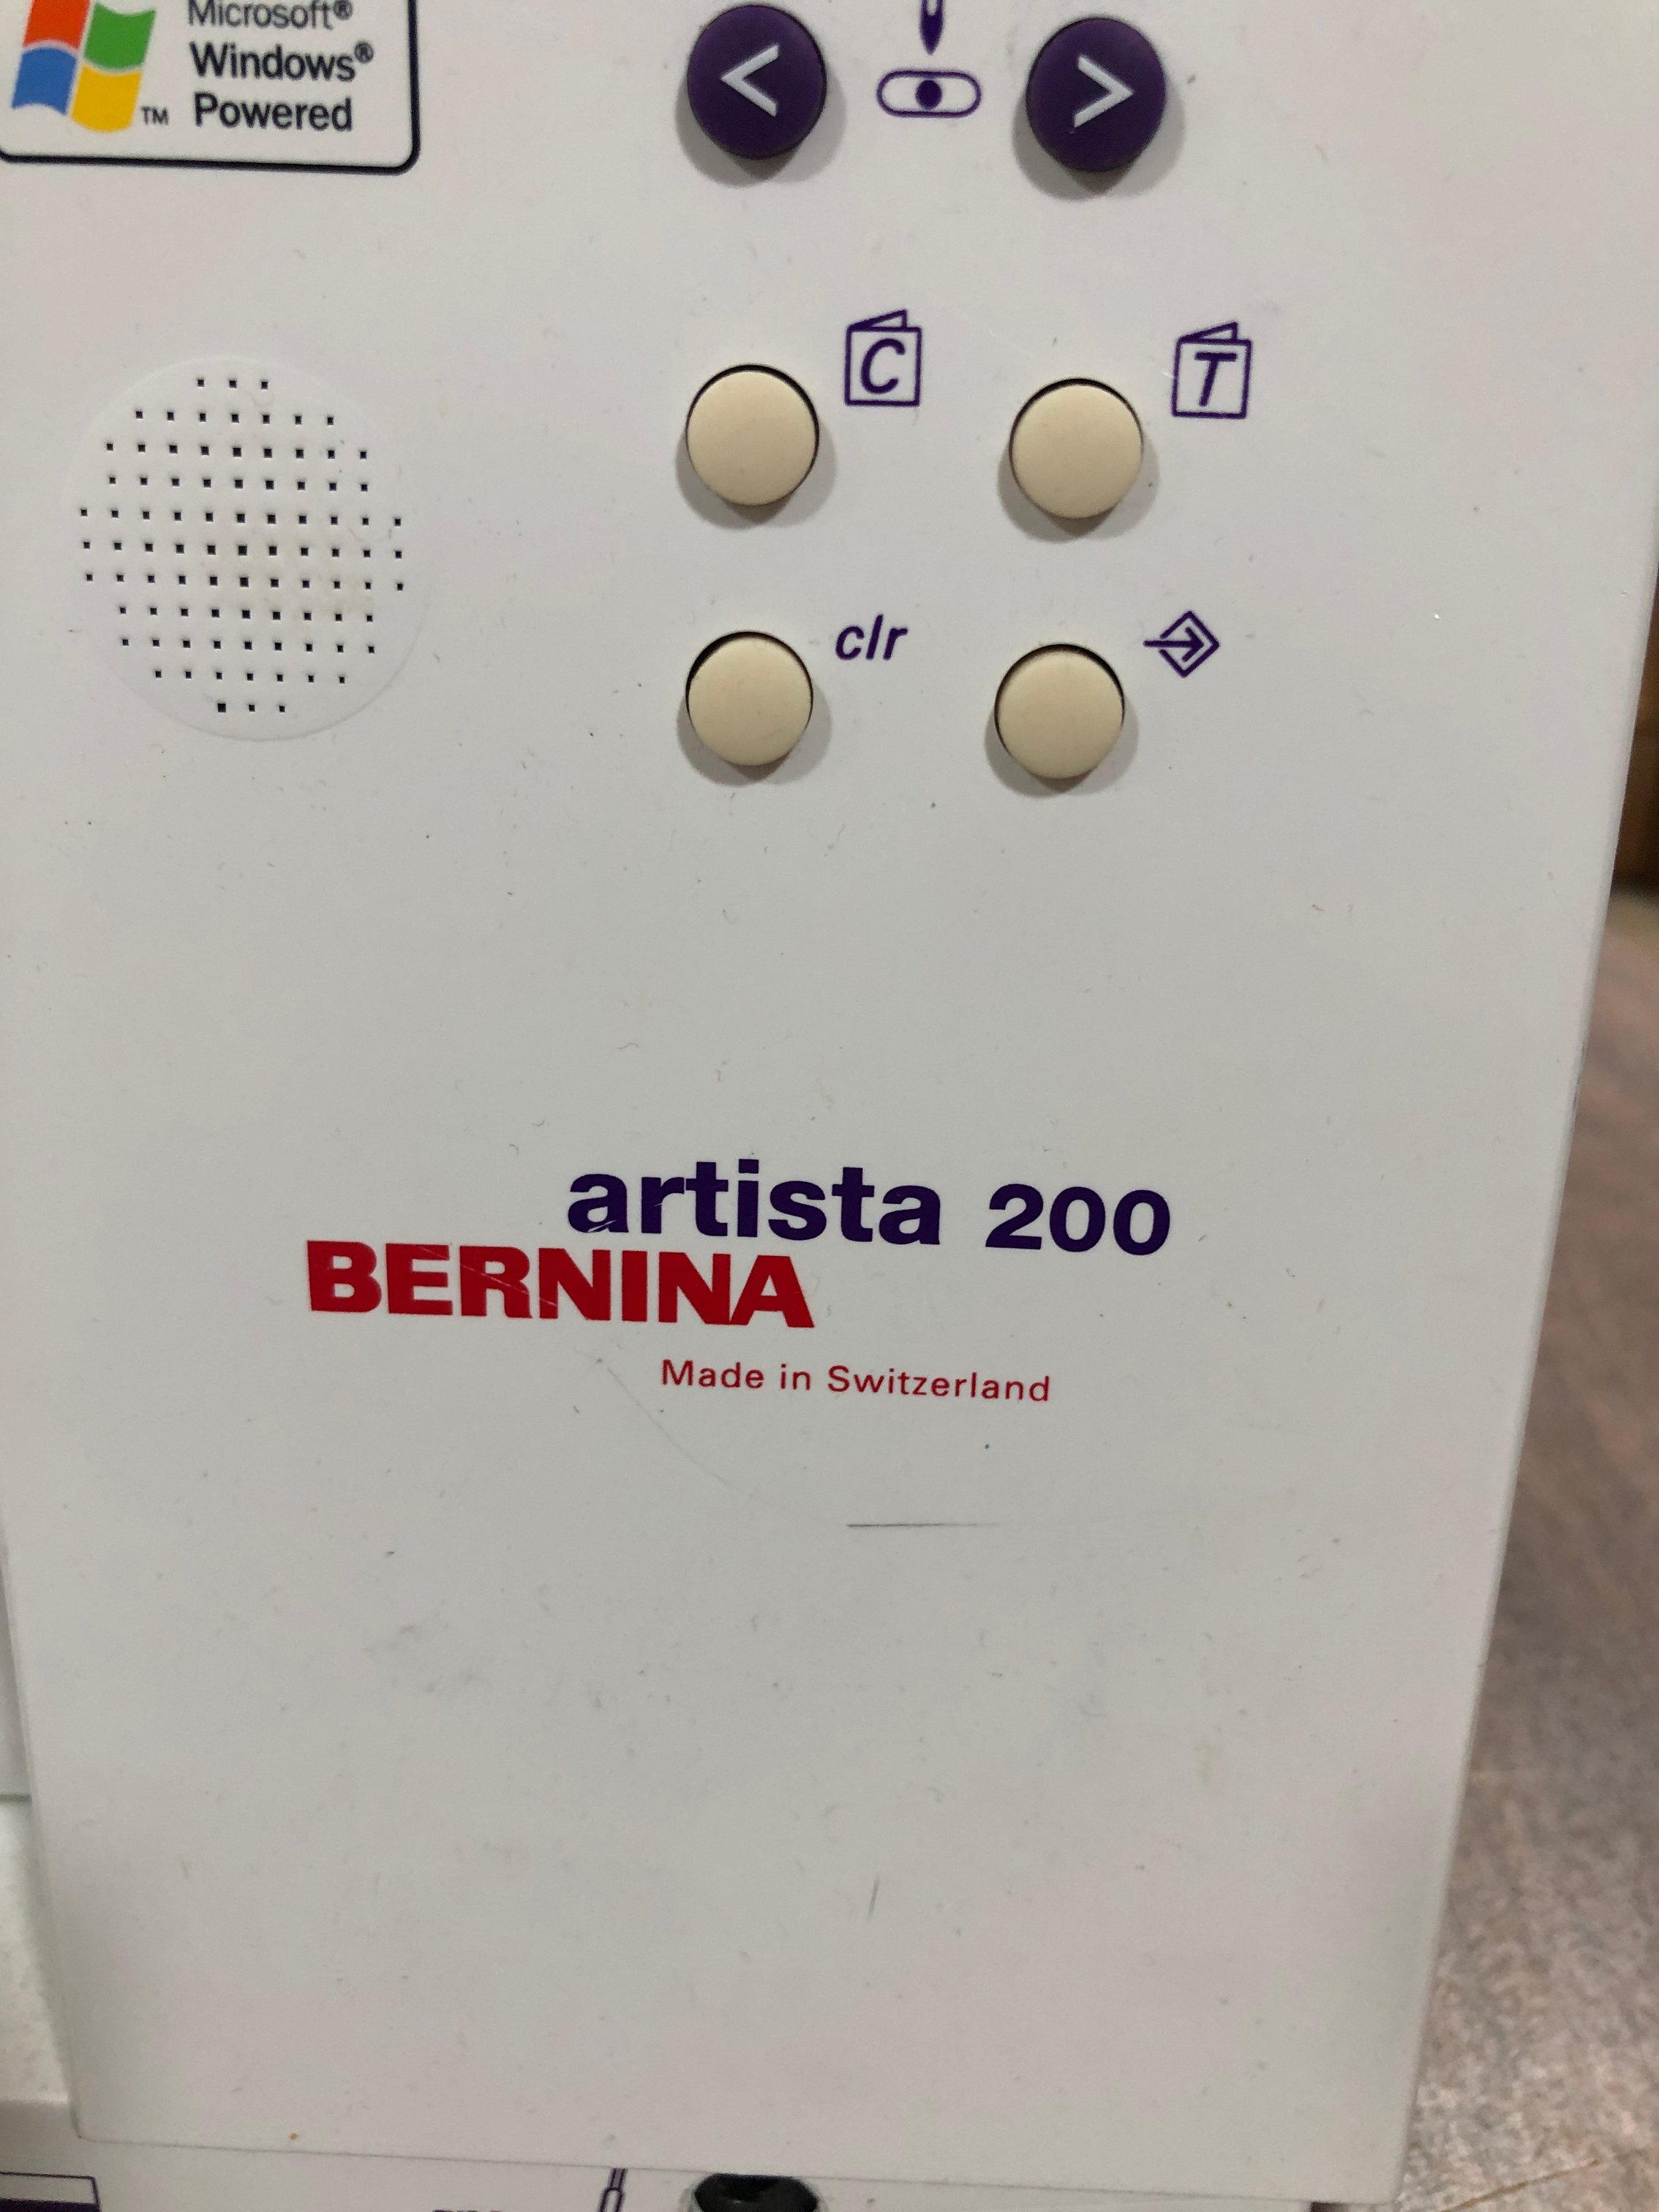 Microsoft®
Windows®
™ Powered
< >
C T
clr
artista 200
BERNINA
Made in Switzerland